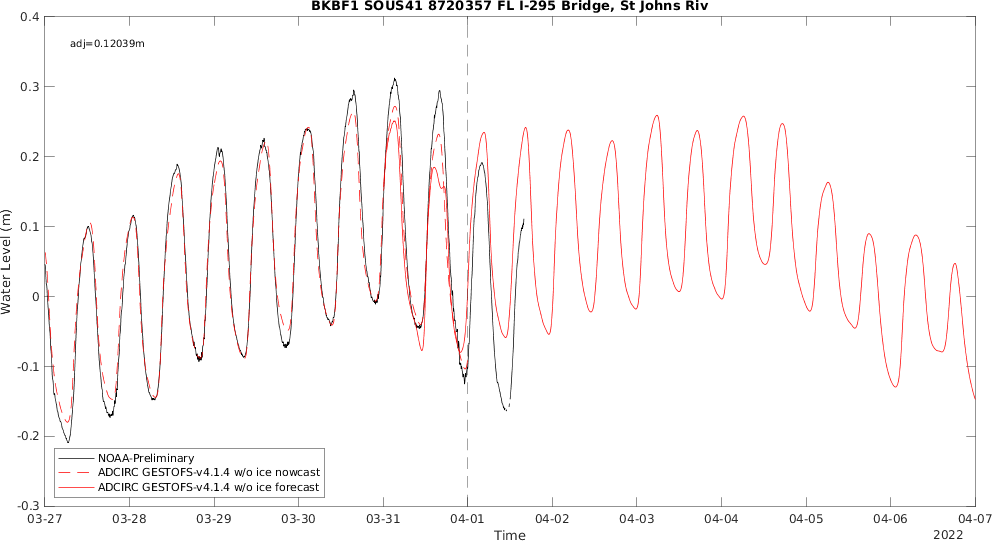 BKBF1 SOUS41 8720357 FL I-295 Bridge, St Johns Riv
adj=0.12039m
0.4
0.3
0.2
0.1
0
-0.1
-0.2
-0.3
Water Level (m)
NOAA-Preliminary
ADCIRC GESTOFS-v4.1.4 w/o ice nowcast
ADCIRC GESTOFS-v4.1.4 w/o ice forecast
03-27 03-28 03-29 03-30 03-31 04-01 04-02 04-03 04-04 04-05 04-06 04-07
Time
2022